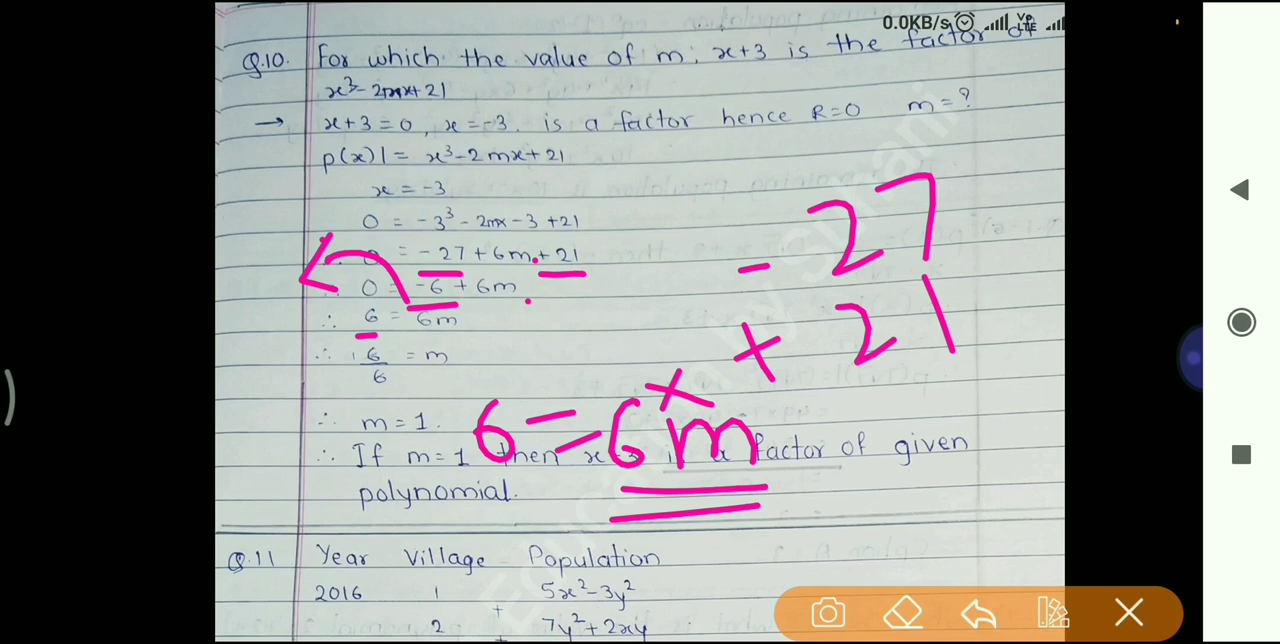 0.0KB/s
Q.10. For which the value of m; x+3 is the factor of
x³-2mx+21
→ x+3=0, x=-3. is a factor hence R=0 m=?
p(x)|= x³-2mx+21
x = -3
0 = -3³-2mx-3+21
∴ 0 = -27+6m+21
∴ 0 = -6+6m
∴ 6 = 6m
∴ 6/6 = m
∴ m=1.
∴ If m=1 then factor of given
polynomial.
- 27
+ 21
6 = 6 × m
Q.11 Year Village Population
2016 1 5x²-3y²
2 7y²+2xy